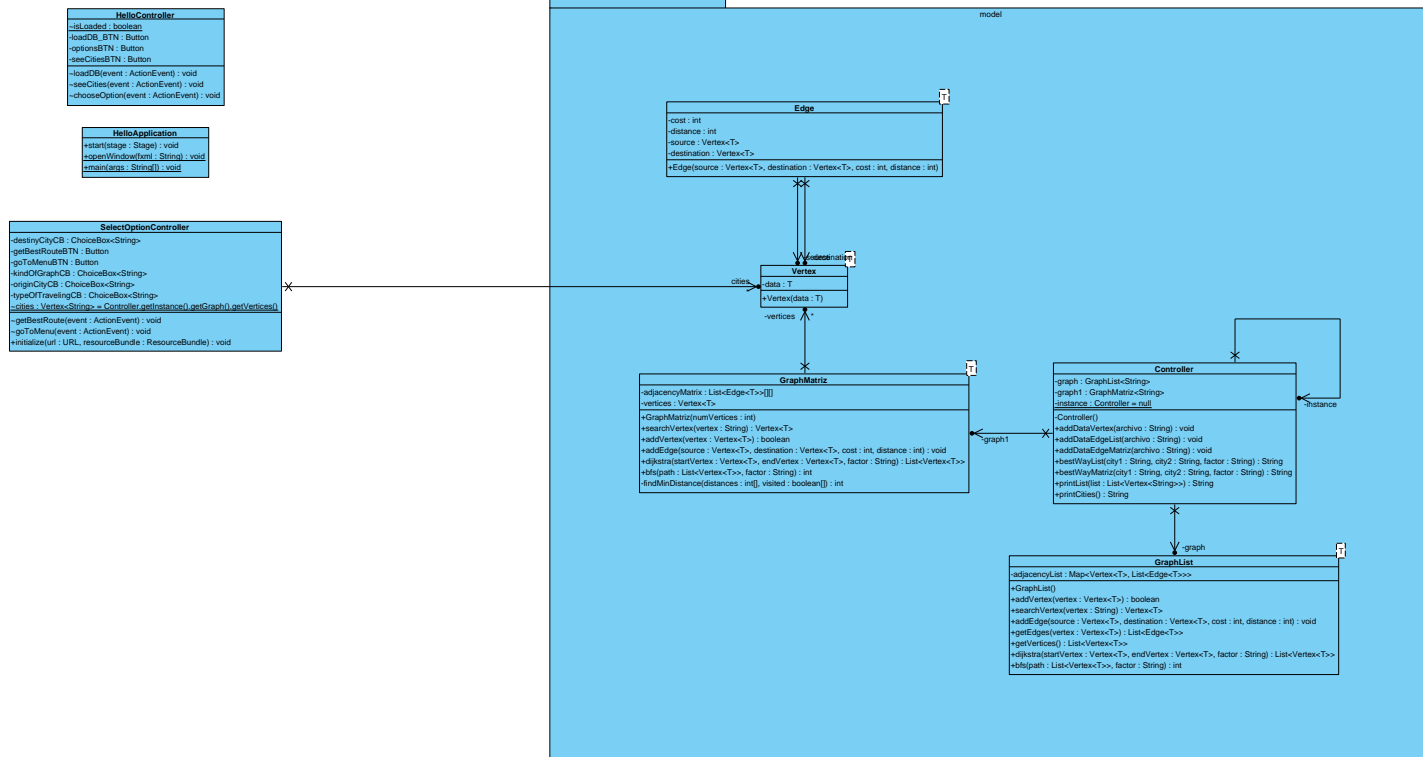 HelloController
~isLoaded : boolean
-loadDB_BTN : Button
-optionsBTN : Button
-seeCitiesBTN : Button
~loadDB(event : ActionEvent) : void
~seeCities(event : ActionEvent) : void
~chooseOption(event : ActionEvent) : void
HelloApplication
+start(stage : Stage) : void
+openWindow(fxml : String) : void
+main(args : String[]) : void
SelectOptionController
-destinyCityCB : ChoiceBox<String>
-getBestRouteBTN : Button
-goToMenuBTN : Button
-kindOfGraphCB : ChoiceBox<String>
-originCityCB : ChoiceBox<String>
-typeOfTravelingCB : ChoiceBox<String>
~cities : Vertex<String> = Controller.getInstance().getGraph().getVertices()
~getBestRoute(event : ActionEvent) : void
~goToMenu(event : ActionEvent) : void
+initialize(url : URL, resourceBundle : ResourceBundle) : void
model
T
Edge
-cost : int
-distance : int
-source : Vertex<T>
-destination : Vertex<T>
+Edge(source : Vertex<T>, destination : Vertex<T>, cost : int, distance : int)
-destination
T
cities
Vertex
-data : T
+Vertex(data : T)
-vertices
*
T
GraphMatriz
-adjacencyMatrix : List<Edge<T>>[][]
-vertices : Vertex<T>
+GraphMatriz(numVertices : int)
+searchVertex(vertex : String) : Vertex<T>
+addVertex(vertex : Vertex<T>) : boolean
+addEdge(source : Vertex<T>, destination : Vertex<T>, cost : int, distance : int) : void
+dijkstra(startVertex : Vertex<T>, endVertex : Vertex<T>, factor : String) : List<Vertex<T>>
+bfs(path : List<Vertex<T>>, factor : String) : int
-findMinDistance(distances : int[], visited : boolean[]) : int
-graph1
Controller
-graph : GraphList<String>
-graph1 : GraphMatriz<String>
-instance : Controller = null
-Controller()
+addDataVertex(archivo : String) : void
+addDataEdgeList(archivo : String) : void
+addDataEdgeMatriz(archivo : String) : void
+bestWayList(city1 : String, city2 : String, factor : String) : String
+bestWayMatriz(city1 : String, city2 : String, factor : String) : String
+printList(list : List<Vertex<String>>) : String
+printCities() : String
-instance
-graph
T
GraphList
-adjacencyList : Map<Vertex<T>, List<Edge<T>>>
+GraphList()
+addVertex(vertex : Vertex<T>) : boolean
+searchVertex(vertex : String) : Vertex<T>
+addEdge(source : Vertex<T>, destination : Vertex<T>, cost : int, distance : int) : void
+getEdges(vertex : Vertex<T>) : List<Edge<T>>
+getVertices() : List<Vertex<T>>
+dijkstra(startVertex : Vertex<T>, endVertex : Vertex<T>, factor : String) : List<Vertex<T>>
+bfs(path : List<Vertex<T>>, factor : String) : int